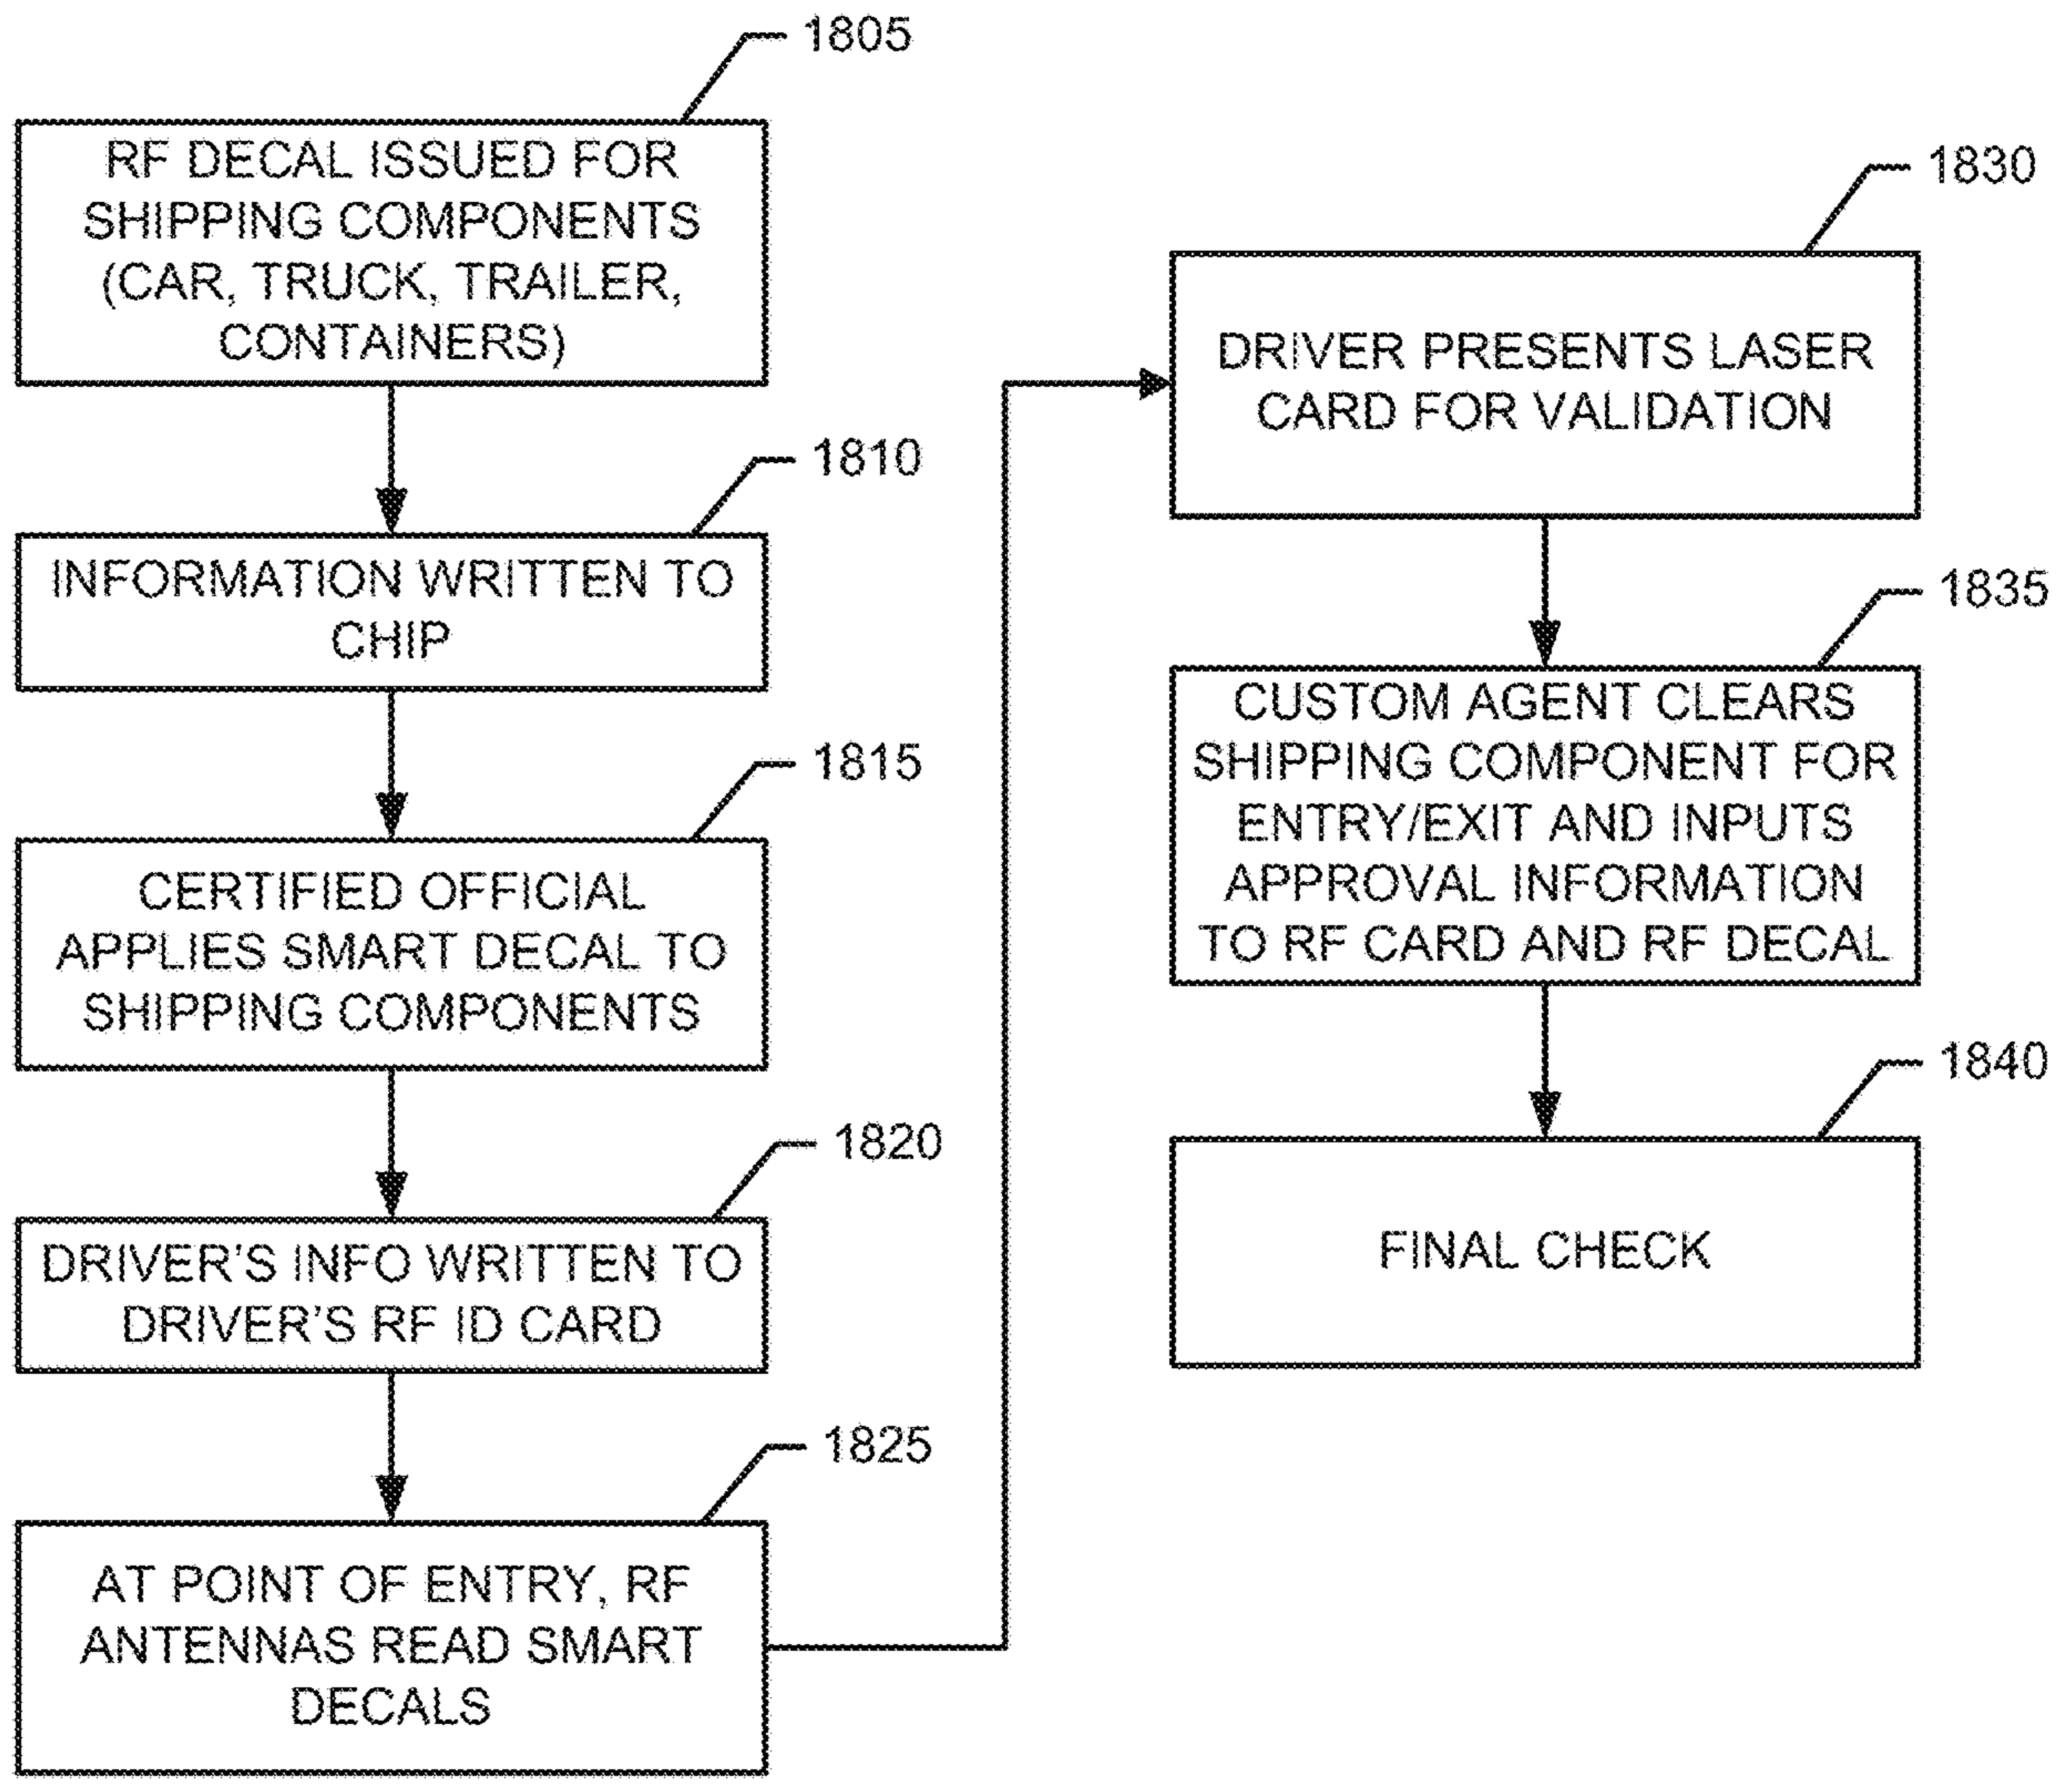 1805
RF DECAL ISSUED FOR
SHIPPING COMPONENTS
(CAR, TRUCK, TRAILER,
CONTAINERS)
1810
INFORMATION WRITTEN TO
CHIP
1815
CERTIFIED OFFICIAL
APPLIES SMART DECAL TO
SHIPPING COMPONENTS
1820
DRIVER'S INFO WRITTEN TO
DRIVER'S RF ID CARD
1825
AT POINT OF ENTRY, RF
ANTENNAS READ SMART
DECALS
1830
DRIVER PRESENTS LASER
CARD FOR VALIDATION
1835
CUSTOM AGENT CLEARS
SHIPPING COMPONENT FOR
ENTRY/EXIT AND INPUTS
APPROVAL INFORMATION
TO RF CARD AND RF DECAL
1840
FINAL CHECK